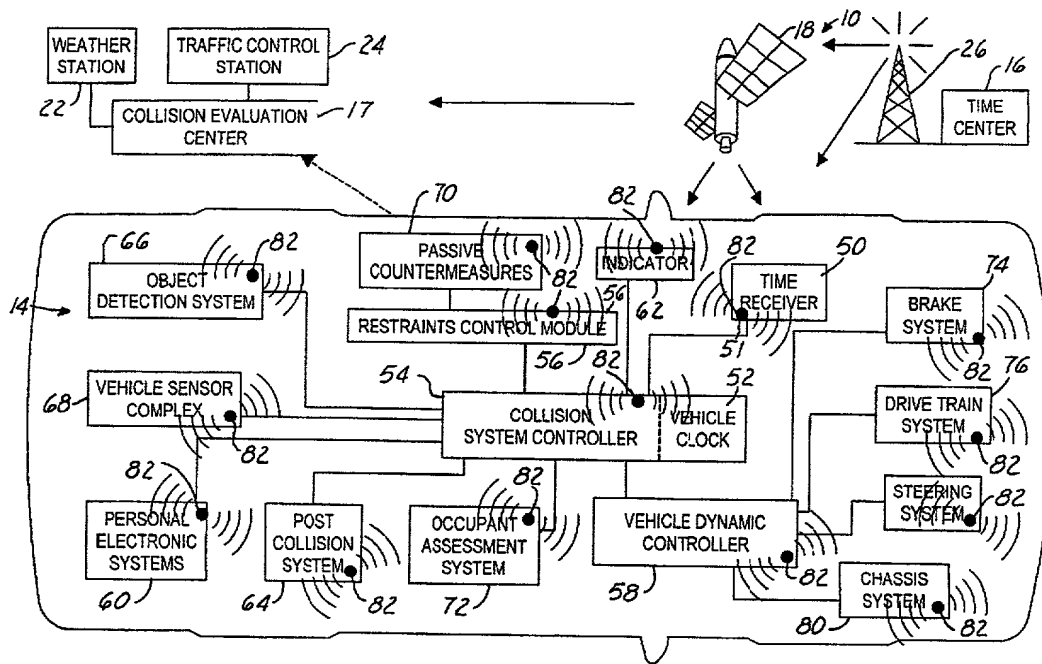 WEATHER
STATION
22
TRAFFIC CONTROL
STATION
24
COLLISION EVALUATION
CENTER
17
18
10
26
16
TIME
CENTER
14
66
OBJECT
DETECTION SYSTEM
82
70
PASSIVE
COUNTERMEASURES
82
RESTRAINTS CONTROL MODULE
56
56
82
INDICATOR
62
82
TIME
RECEIVER
50
51
74
BRAKE
SYSTEM
82
68
VEHICLE SENSOR
COMPLEX
82
54
82
52
COLLISION
SYSTEM CONTROLLER
VEHICLE
CLOCK
76
DRIVE TRAIN
SYSTEM
82
82
PERSONAL
ELECTRONIC
SYSTEMS
60
POST
COLLISION
SYSTEM
64
82
82
OCCUPANT
ASSESSMENT
SYSTEM
72
VEHICLE DYNAMIC
CONTROLLER
58
82
STEERING
SYSTEM
82
CHASSIS
SYSTEM
80
82